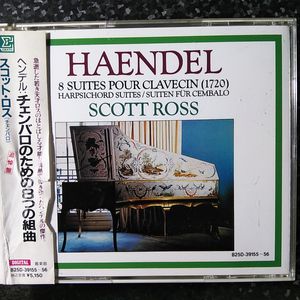 HAENDEL
8 SUITES POUR CLAVECIN (1720)
HARPSICHORD SUITES / SUITEN FÜR CEMBALO
SCOTT ROSS
B25D-39155~56
ヘンデル:チェンバロのための8つの組曲
スコット・ロス
DIGITAL
B25D-39155~56
¥5,150